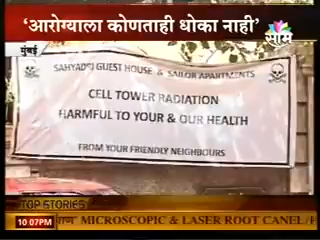 ‘आरोग्याला कोणताही धोका नाही’
साम
मुंबई
SAHYADRI GUEST HOUSE & SAILOR APARTMENTS
CELL TOWER RADIATION
HARMFUL TO YOUR & OUR HEALTH
FROM YOUR FRIENDLY NEIGHBOURS
TOP STORIES
10:07PM MICROSCOPIC & LASER ROOT CANEL